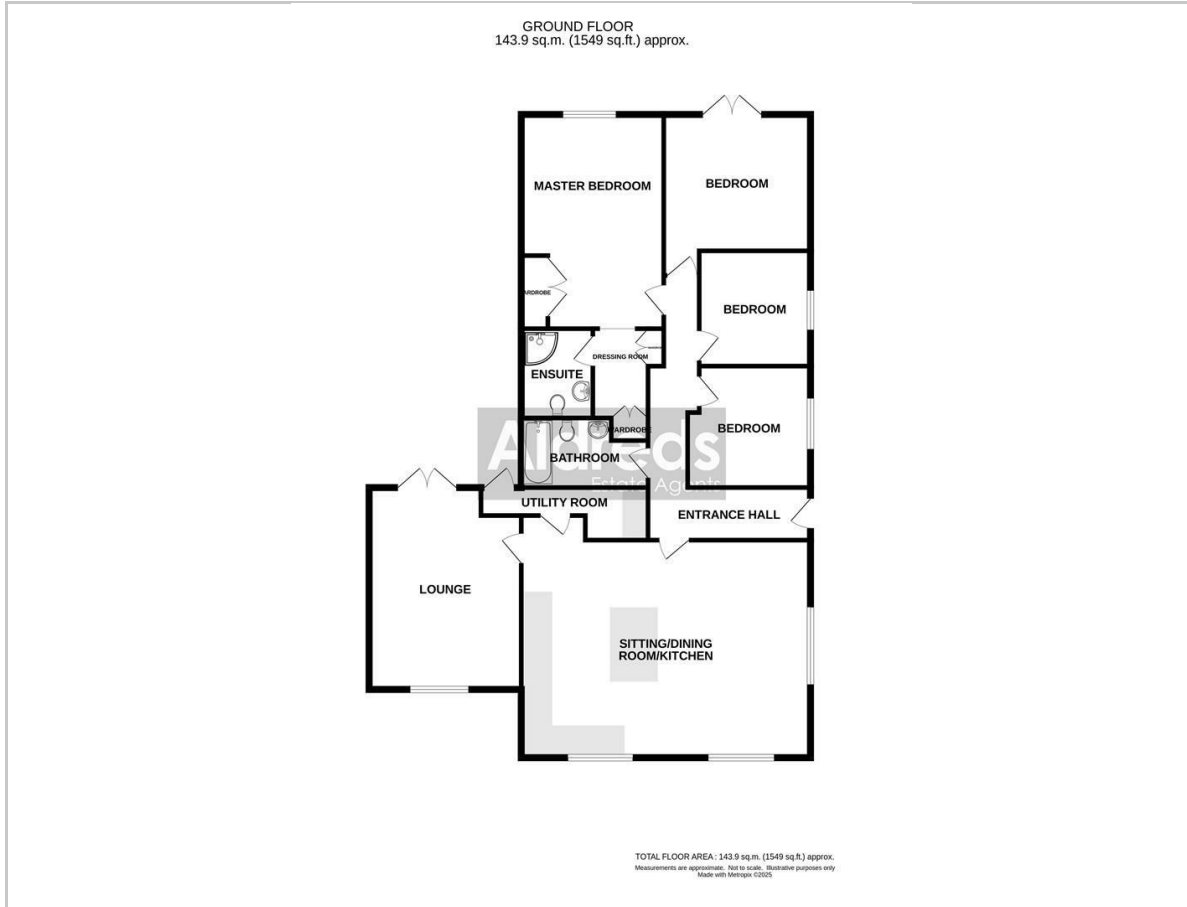 GROUND FLOOR
143.9 sq.m. (1549 sq.ft.) approx.
MASTER BEDROOM
BEDROOM
BEDROOM
DRESSING ROOM
ENSUITE
WARDROBE
BEDROOM
Aldreds
Estate Agents
BATHROOM
UTILITY ROOM
ENTRANCE HALL
LOUNGE
SITTING/DINING
ROOM/KITCHEN
TOTAL FLOOR AREA : 143.9 sq.m. (1549 sq.ft.) approx.
Measurements are approximate. Not to scale. Illustrative purposes only
Made with Metropix ©2025